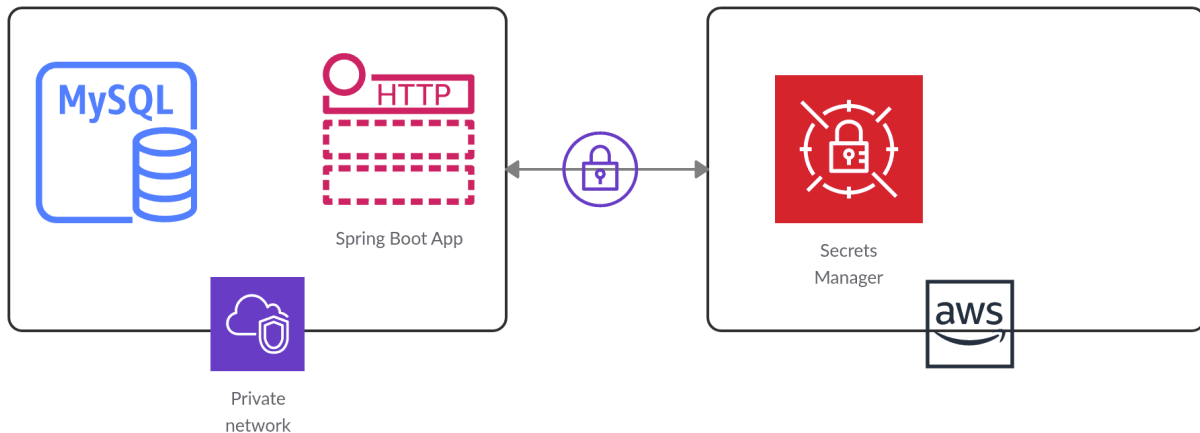 MySQL
HTTP
Spring Boot App
Secrets
Manager
aws
Private
network